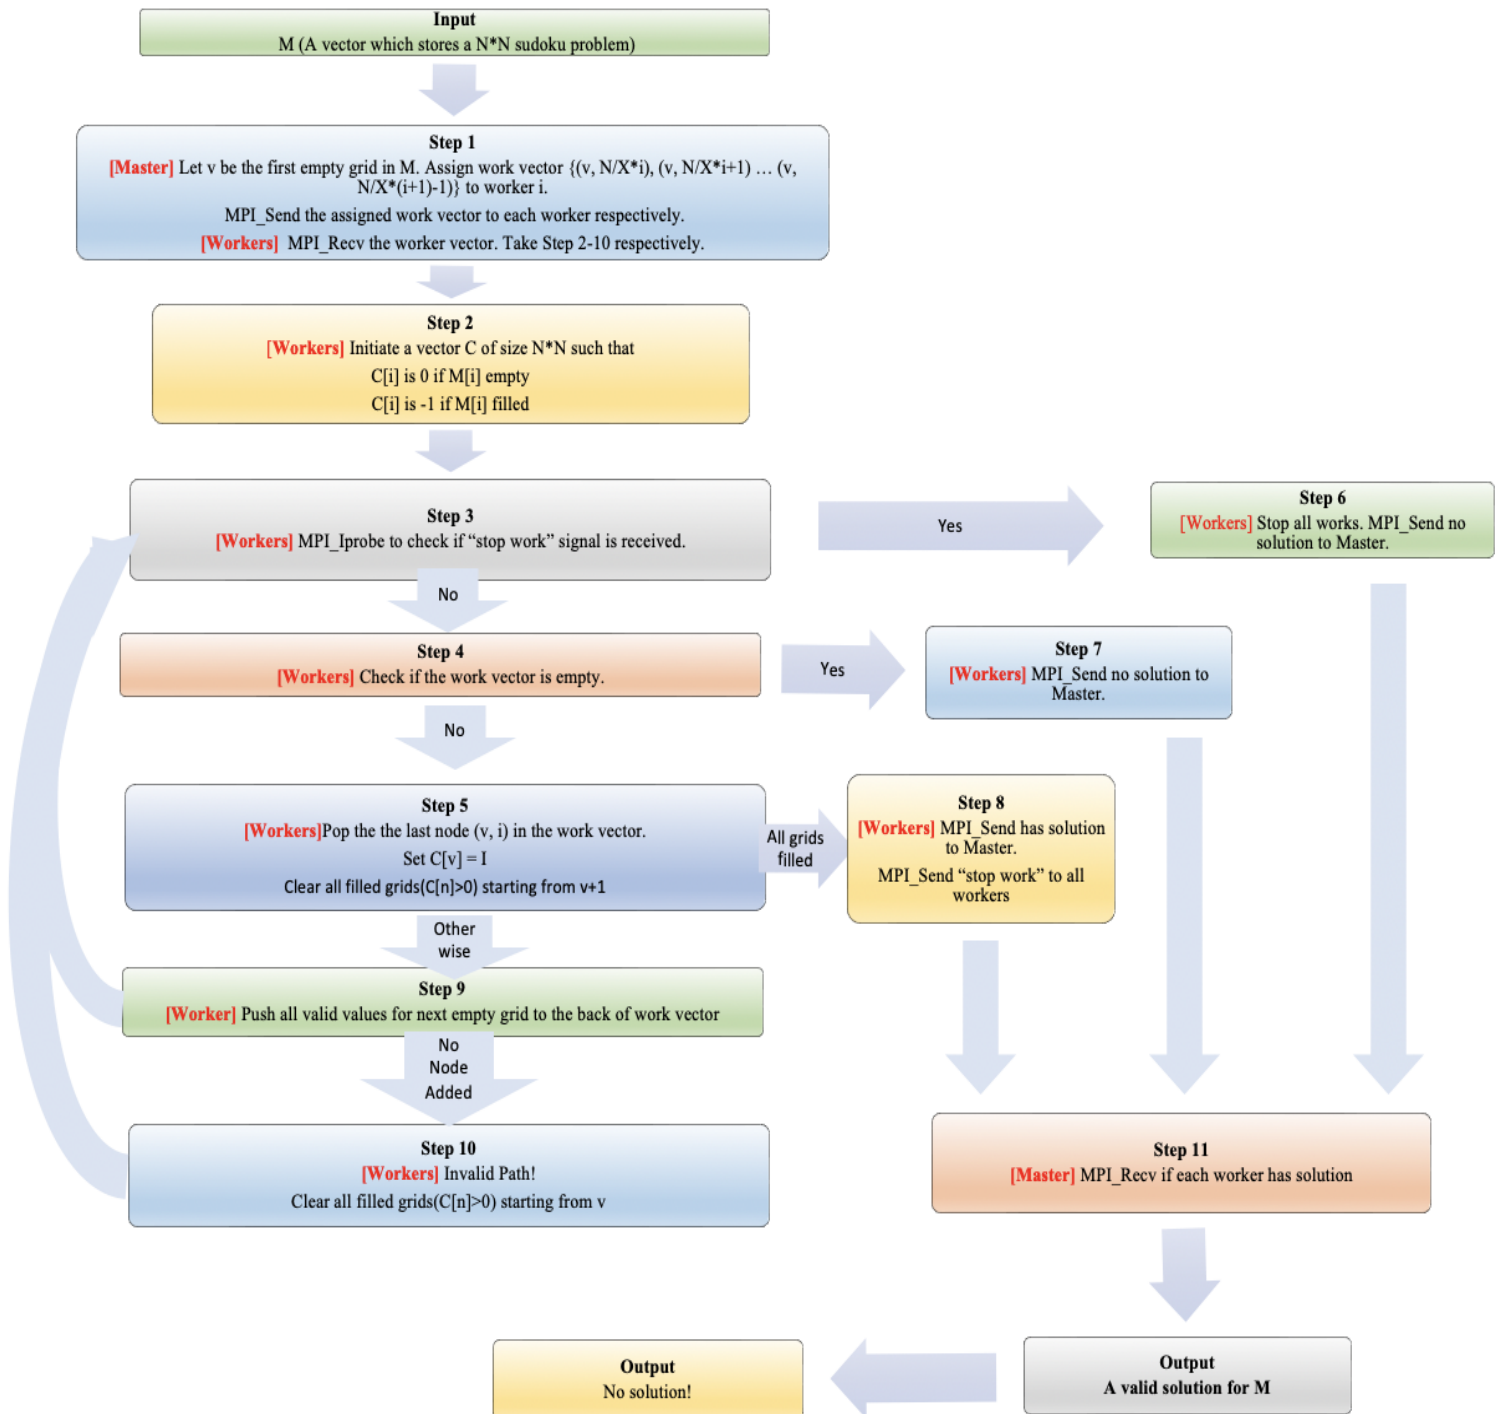 Input
M (A vector which stores a N*N sudoku problem)
Step 1
[Master] Let v be the first empty grid in M. Assign work vector {(v, N/X*i), (v, N/X*i+1) … (v,
N/X*(i+1)-1)} to worker i.
MPI_Send the assigned work vector to each worker respectively.
[Workers] MPI_Recv the worker vector. Take Step 2-10 respectively.
Step 2
[Workers] Initiate a vector C of size N*N such that
C[i] is 0 if M[i] empty
C[i] is -1 if M[i] filled
Step 3
[Workers] MPI_Iprobe to check if “stop work” signal is received.
Yes
Step 6
[Workers] Stop all works. MPI_Send no
solution to Master.
No
Step 4
[Workers] Check if the work vector is empty.
Yes
Step 7
[Workers] MPI_Send no solution to
Master.
No
Step 5
[Workers]Pop the the last node (v, i) in the work vector.
Set C[v] = I
Clear all filled grids(C[n]>0) starting from v+1
All grids
filled
Step 8
[Workers] MPI_Send has solution
to Master.
MPI_Send “stop work” to all
workers
Other
wise
Step 9
[Worker] Push all valid values for next empty grid to the back of work vector
No
Node
Added
Step 10
[Workers] Invalid Path!
Clear all filled grids(C[n]>0) starting from v
Step 11
[Master] MPI_Recv if each worker has solution
Output
A valid solution for M
Output
No solution!